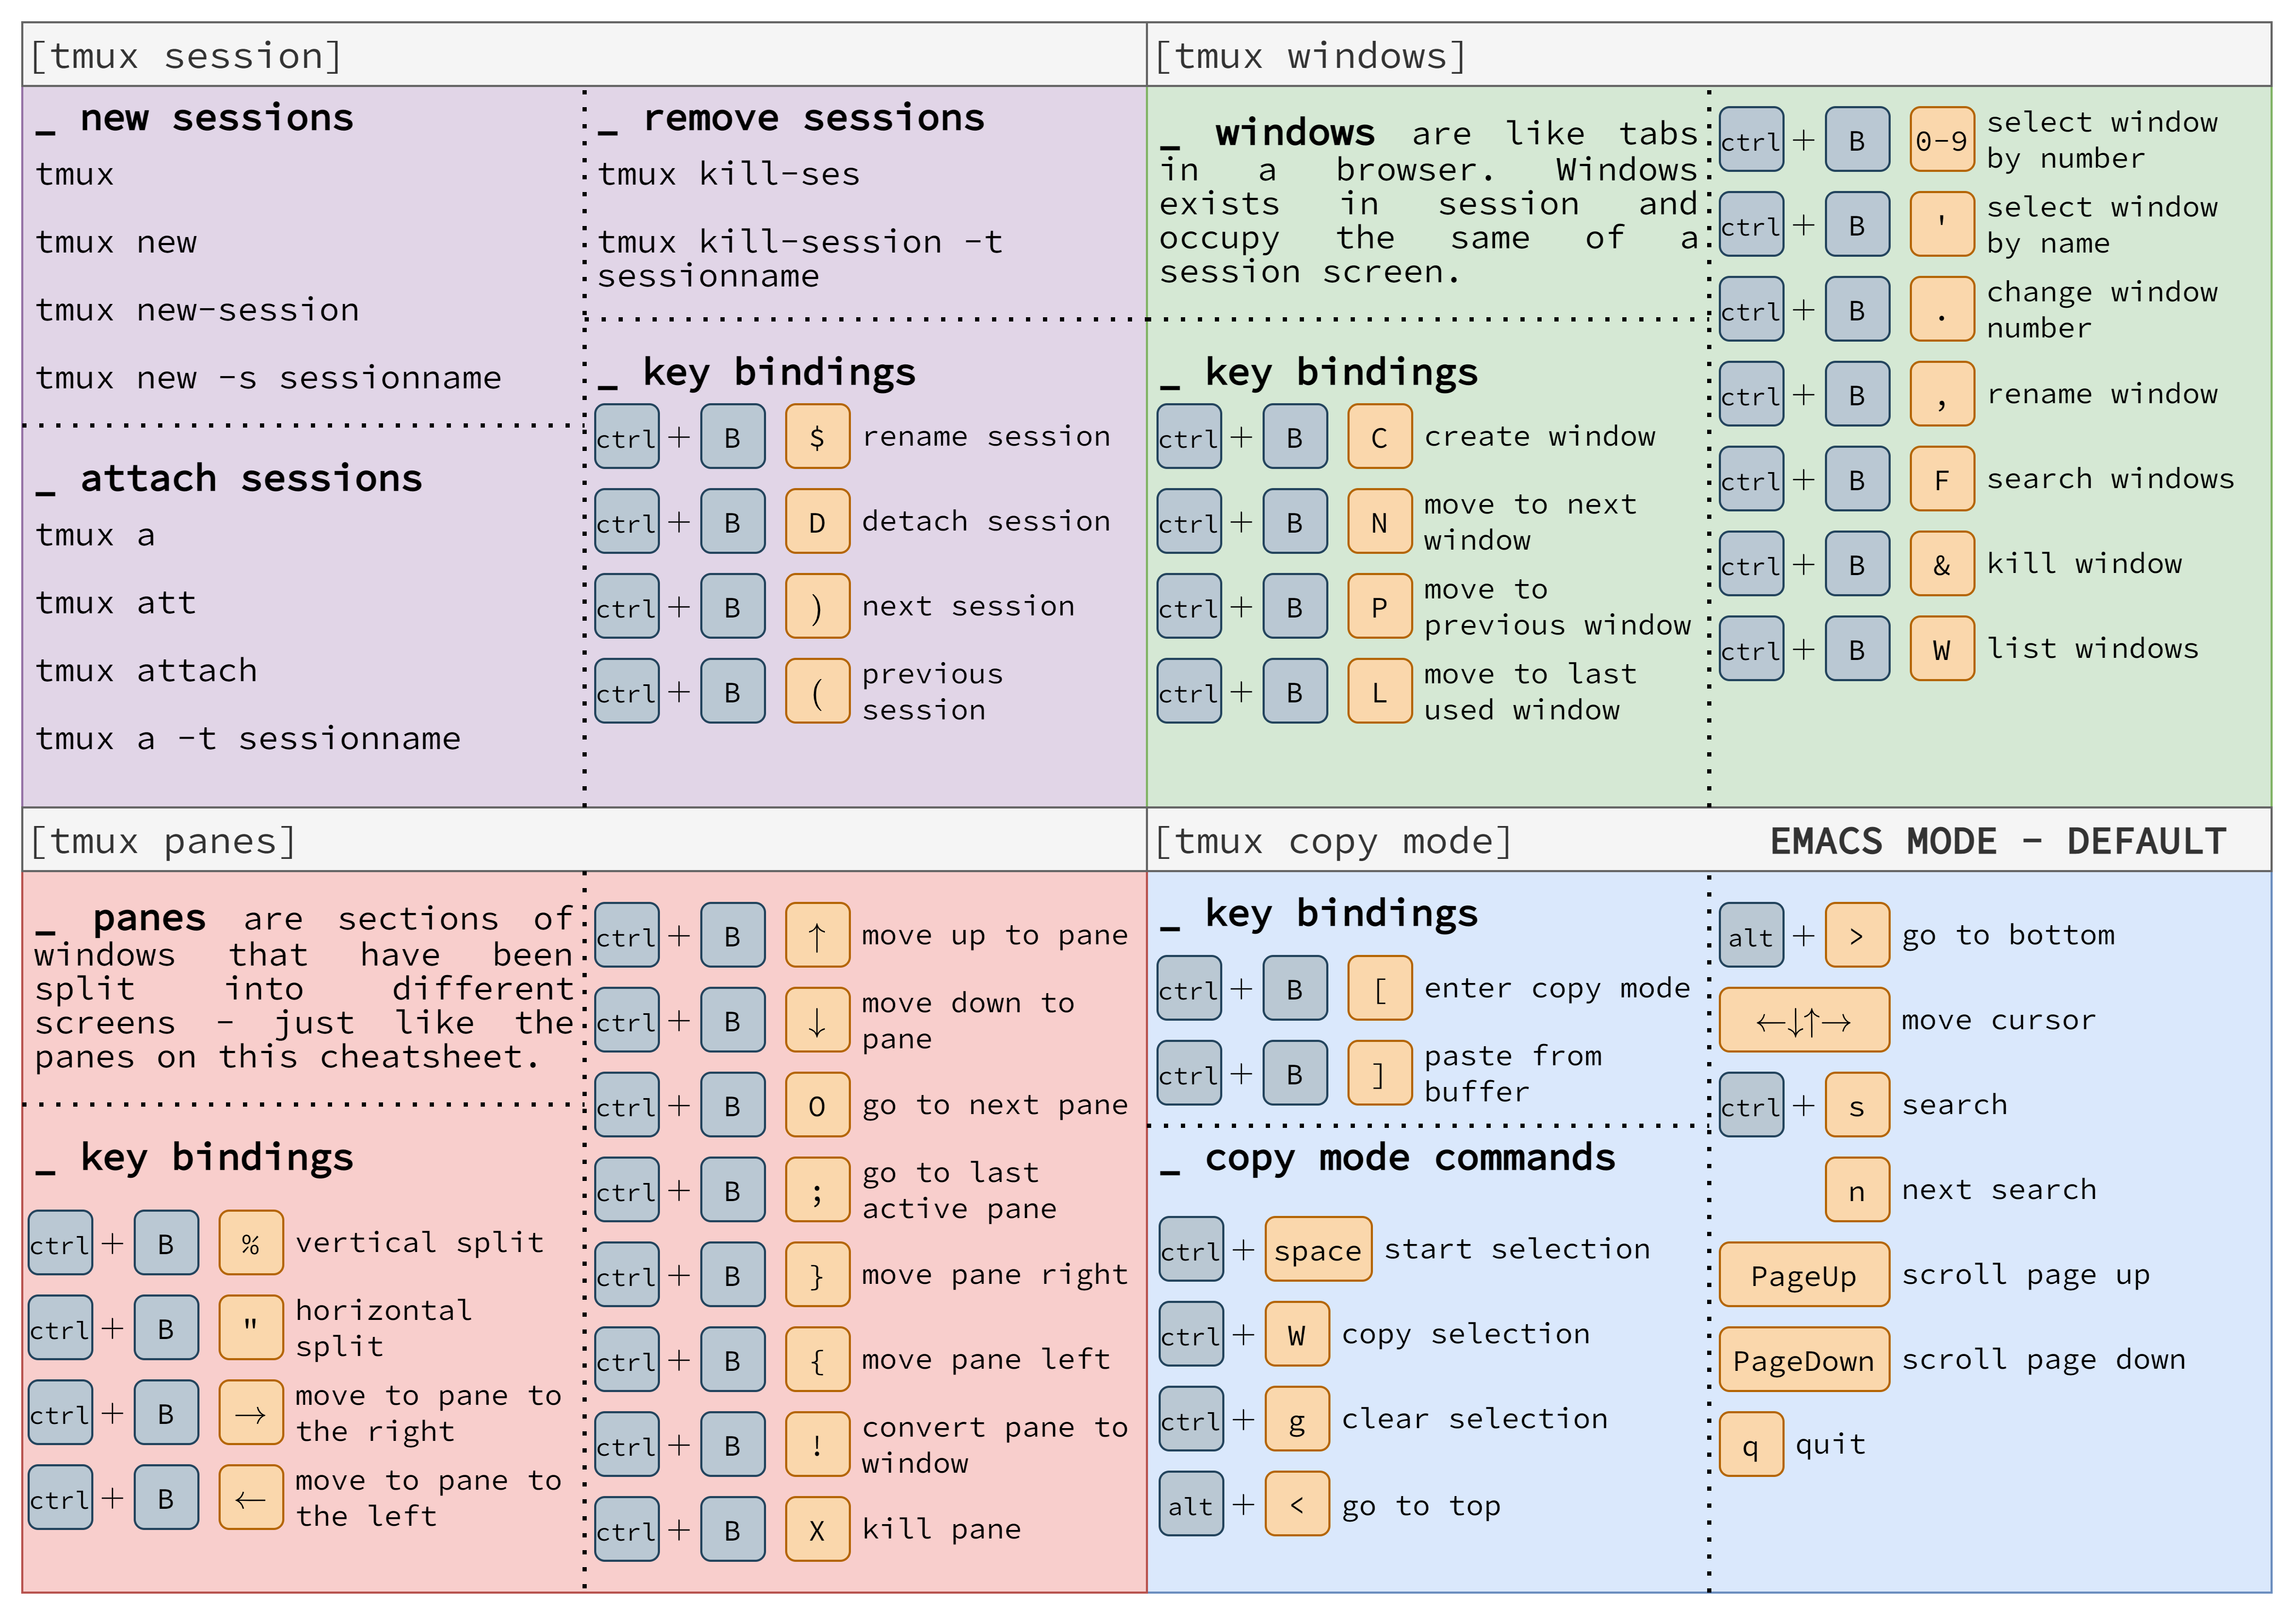 [tmux session]
_ new sessions
tmux
tmux new
tmux new-session
tmux new -s sessionname
_ attach sessions
tmux a
tmux att
tmux attach
tmux a -t sessionname
_ remove sessions
tmux kill-ses
tmux kill-session -t
sessionname
_ key bindings
ctrl + B $ rename session
ctrl + B D detach session
ctrl + B ) next session
ctrl + B ( previous
session
[tmux windows]
_ windows are like tabs
in a browser. Windows
exists in session and
occupy the same of a
session screen.
_ key bindings
ctrl + B C create window
ctrl + B N move to next
window
ctrl + B P move to
previous window
ctrl + B L move to last
used window
ctrl + B 0-9 select window
by number
ctrl + B ' select window
by name
ctrl + B . change window
number
ctrl + B , rename window
ctrl + B F search windows
ctrl + B & kill window
ctrl + B W list windows
[tmux panes]
_ panes are sections of
windows that have been
split into different
screens - just like the
panes on this cheatsheet.
_ key bindings
ctrl + B % vertical split
ctrl + B " horizontal
split
ctrl + B → move to pane to
the right
ctrl + B ← move to pane to
the left
ctrl + B ↑ move up to pane
ctrl + B ↓ move down to
pane
ctrl + B O go to next pane
ctrl + B ; go to last
active pane
ctrl + B } move pane right
ctrl + B { move pane left
ctrl + B ! convert pane to
window
ctrl + B X kill pane
[tmux copy mode] EMACS MODE - DEFAULT
_ key bindings
ctrl + B [ enter copy mode
ctrl + B ] paste from
buffer
_ copy mode commands
ctrl + space start selection
ctrl + W copy selection
ctrl + g clear selection
alt + < go to top
alt + > go to bottom
←↓↑→ move cursor
ctrl + s search
n next search
PageUp scroll page up
PageDown scroll page down
q quit